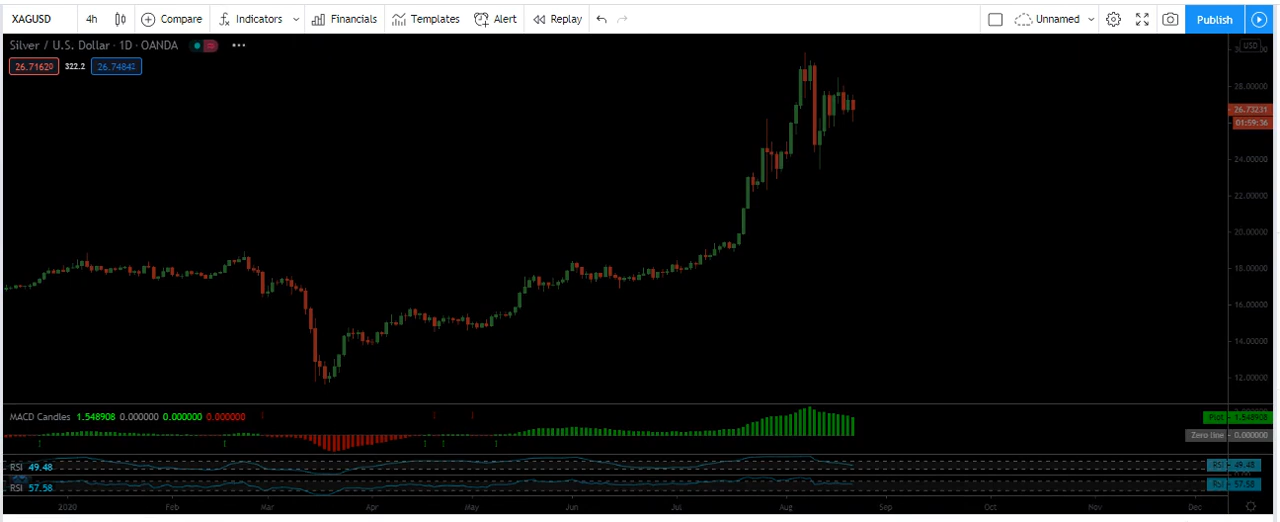 XAGUSD 4h Compare Indicators Financials Templates Alert Replay Unnamed Publish
Silver / U.S. Dollar · 1D · OANDA
USD
26.71620 322.2 26.74842
28.00000
26.73231
01:59:36
24.00000
22.00000
20.00000
18.00000
16.00000
14.00000
12.00000
MACD Candles 1.548908 0.000000 0.000000 0.000000
Plot 1.548908
Zero line 0.000000
RSI 49.48
RSI 49.48
RSI 57.58
RSI 57.58
2020 Feb Mar Apr May Jun Jul Aug Sep Oct Nov Dec